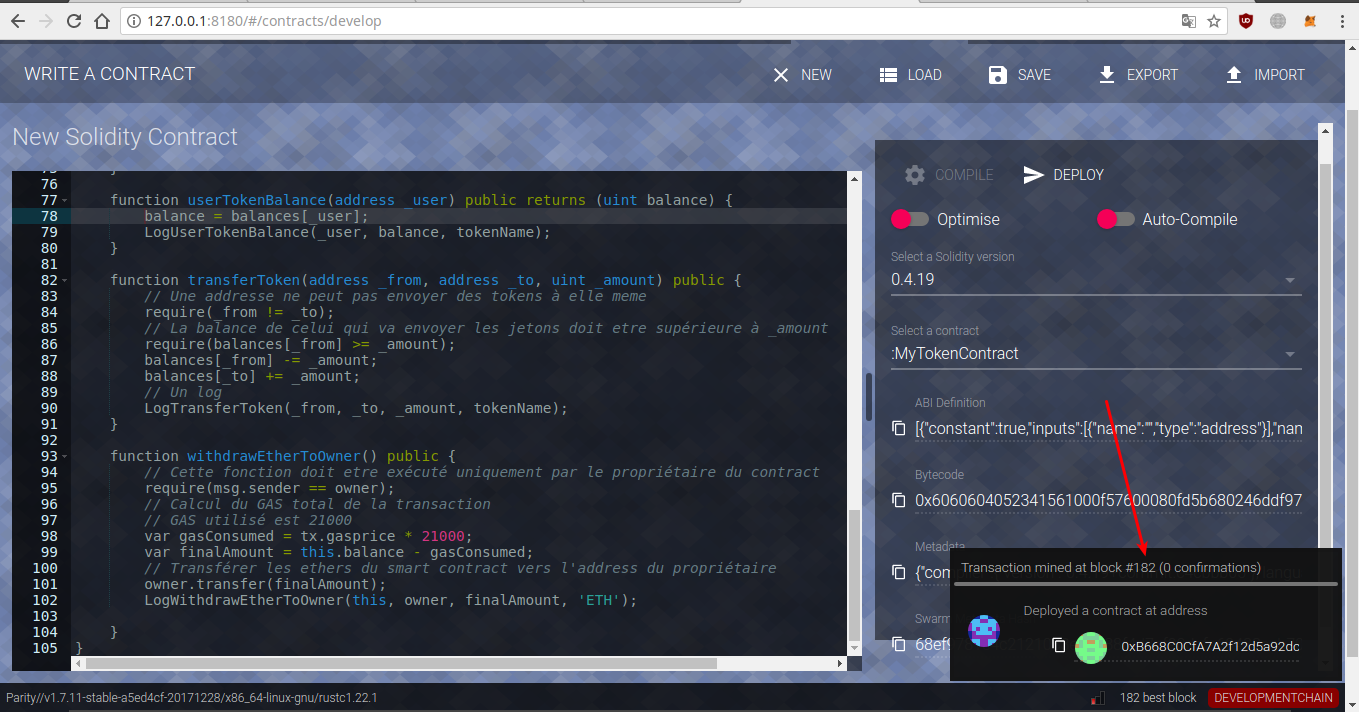 127.0.0.1:8180/#/contracts/develop
WRITE A CONTRACT
NEW
LOAD
SAVE
EXPORT
IMPORT
New Solidity Contract
76
77 function userTokenBalance(address _user) public returns (uint balance) {
78 balance = balances[_user];
79 LogUserTokenBalance(_user, balance, tokenName);
80 }
81
82 function transferToken(address _from, address _to, uint _amount) public {
83 // Une addresse ne peut pas envoyer des tokens à elle meme
84 require(_from != _to);
85 // La balance de celui qui va envoyer les jetons doit etre supérieure à _amount
86 require(balances[_from] >= _amount);
87 balances[_from] -= _amount;
88 balances[_to] += _amount;
89 // Un log
90 LogTransferToken(_from, _to, _amount, tokenName);
91 }
92
93 function withdrawEtherToOwner() public {
94 // Cette fonction doit etre exécuté uniquement par le propriétaire du contract
95 require(msg.sender == owner);
96 // Calcul du GAS total de la transaction
97 // GAS utilisé est 21000
98 var gasConsumed = tx.gasprice * 21000;
99 var finalAmount = this.balance - gasConsumed;
100 // Transférer les ethers du smart contract vers l'address du propriétaire
101 owner.transfer(finalAmount);
102 LogWithdrawEtherToOwner(this, owner, finalAmount, 'ETH');
103
104 }
105 }
COMPILE
DEPLOY
Optimise
Auto-Compile
Select a Solidity version
0.4.19
Select a contract
:MyTokenContract
ABI Definition
[{"constant":true,"inputs":[{"name":"","type":"address"}],"nan
Bytecode
0x6060604052341561000f57600080fd5b680246ddf97
Metadata
{"com
Swarm
68ef9
Transaction mined at block #182 (0 confirmations)
Deployed a contract at address
0xB668C0CfA7A2f12d5a92dc
Parity//v1.7.11-stable-a5ed4cf-20171228/x86_64-linux-gnu/rustc1.22.1
182 best block
DEVELOPMENTCHAIN